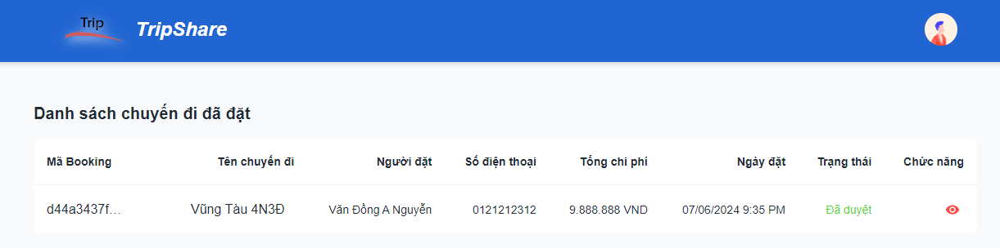 Trip
TripShare
Danh sách chuyến đi đã đặt
Mã Booking Tên chuyến đi Người đặt Số điện thoại Tổng chi phí Ngày đặt Trạng thái Chức năng
d44a3437f... Vũng Tàu 4N3Đ Văn Đồng A Nguyễn 0121212312 9.888.888 VND 07/06/2024 9:35 PM Đã duyệt